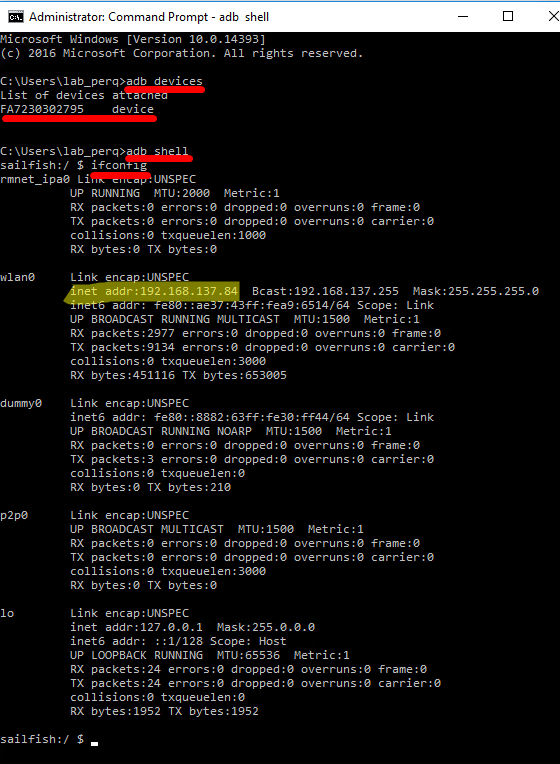 Administrator: Command Prompt - adb shell
Microsoft Windows [Version 10.0.14393]
(c) 2016 Microsoft Corporation. All rights reserved.
C:\Users\lab_perq>adb devices
List of devices attached
FA7230302795    device
C:\Users\lab_perq>adb shell
sailfish:/ $ ifconfig
rmnet_ipa0 Link encap:UNSPEC
          UP RUNNING  MTU:2000  Metric:1
          RX packets:0 errors:0 dropped:0 overruns:0 frame:0
          TX packets:0 errors:0 dropped:0 overruns:0 carrier:0
          collisions:0 txqueuelen:1000
          RX bytes:0 TX bytes:0
wlan0     Link encap:UNSPEC
          inet addr:192.168.137.84  Bcast:192.168.137.255  Mask:255.255.255.0
          inet6 addr: fe80::ae37:43ff:fea9:6514/64 Scope: Link
          UP BROADCAST RUNNING MULTICAST  MTU:1500  Metric:1
          RX packets:2977 errors:0 dropped:0 overruns:0 frame:0
          TX packets:9134 errors:0 dropped:0 overruns:0 carrier:0
          collisions:0 txqueuelen:3000
          RX bytes:451116 TX bytes:653005
dummy0    Link encap:UNSPEC
          inet6 addr: fe80::8882:63ff:fe30:ff44/64 Scope: Link
          UP BROADCAST RUNNING NOARP  MTU:1500  Metric:1
          RX packets:0 errors:0 dropped:0 overruns:0 frame:0
          TX packets:3 errors:0 dropped:0 overruns:0 carrier:0
          collisions:0 txqueuelen:0
          RX bytes:0 TX bytes:210
p2p0      Link encap:UNSPEC
          UP BROADCAST MULTICAST  MTU:1500  Metric:1
          RX packets:0 errors:0 dropped:0 overruns:0 frame:0
          TX packets:0 errors:0 dropped:0 overruns:0 carrier:0
          collisions:0 txqueuelen:3000
          RX bytes:0 TX bytes:0
lo        Link encap:UNSPEC
          inet addr:127.0.0.1  Mask:255.0.0.0
          inet6 addr: ::1/128 Scope: Host
          UP LOOPBACK RUNNING  MTU:65536  Metric:1
          RX packets:24 errors:0 dropped:0 overruns:0 frame:0
          TX packets:24 errors:0 dropped:0 overruns:0 carrier:0
          collisions:0 txqueuelen:0
          RX bytes:1952 TX bytes:1952
sailfish:/ $